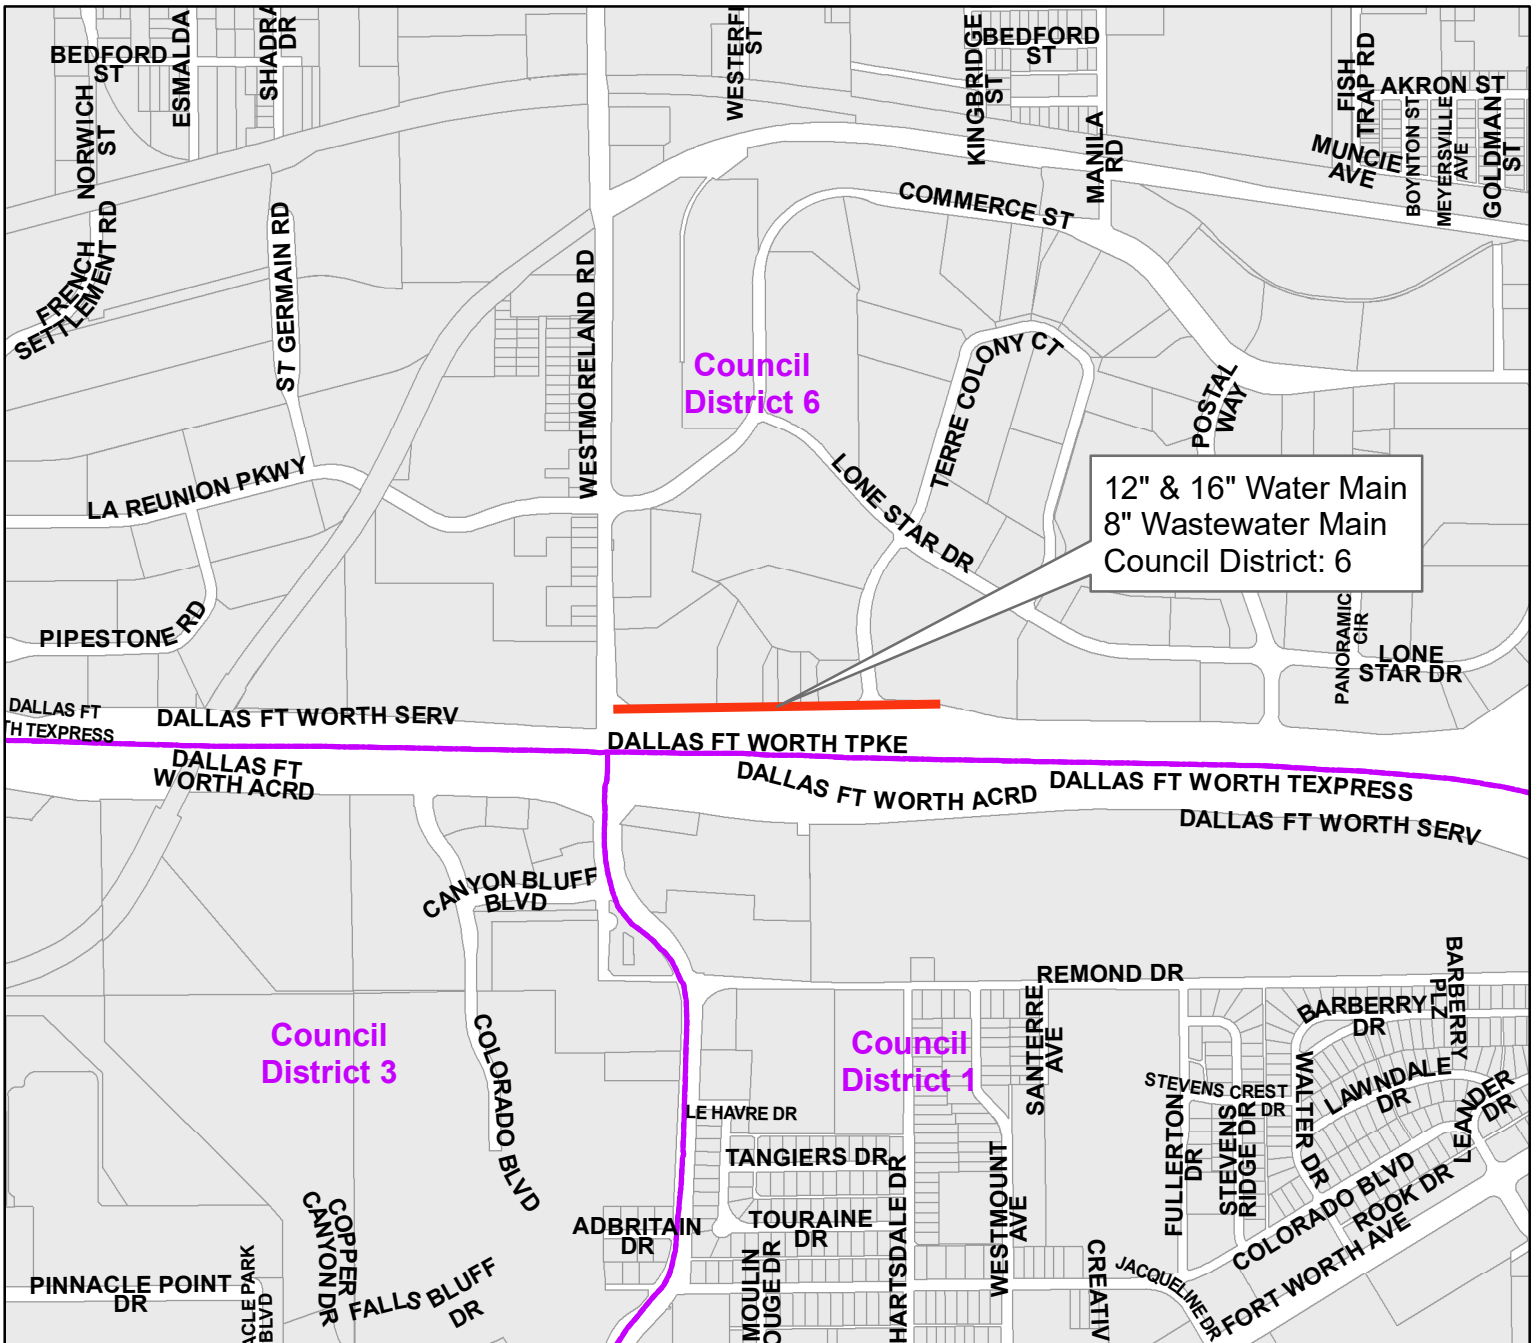 BEDFORD
ST
ESMALDA
SHADRA
DR
WESTERFI
ST
KINGBRIDGE
ST
BEDFORD
ST
FISH
TRAP RD
AKRON ST
NORWICH
ST
MANILA
RD
MUNCIE
AVE
BOYNTON ST
MEYERSVILLE
AVE
GOLDMAN
ST
COMMERCE ST
FRENCH
SETTLEMENT RD
ST GERMAIN RD
WESTMORELAND RD
Council
District 6
TERRE COLONY CT
POSTAL
WAY
LA REUNION PKWY
LONE STAR DR
12" & 16" Water Main
8" Wastewater Main
Council District: 6
PIPESTONE RD
PANORAMIC
CIR
LONE
STAR DR
DALLAS FT
TH TEXPRESS
DALLAS FT WORTH SERV
DALLAS FT WORTH TPKE
DALLAS FT
WORTH ACRD
DALLAS FT WORTH ACRD
DALLAS FT WORTH TEXPRESS
DALLAS FT WORTH SERV
CANYON BLUFF
BLVD
REMOND DR
BARBERRY
PLZ
BARBERRY
DR
Council
District 3
COLORADO BLVD
Council
District 1
SANTERRE
AVE
STEVENS CREST
DR
WALTER DR
LAWNDALE
DR
LEANDER
DR
LE HAVRE DR
TANGIERS DR
HARTSDALE DR
WESTMOUNT
AVE
FULLERTON
DR
STEVENS
RIDGE DR
COLORADO BLVD
ROOK DR
FORT WORTH AVE
ADBRITAIN
DR
TOURAINE
DR
COPPER
CANYON DR
PINNACLE POINT
DR
ACLE PARK
BLVD
FALLS BLUFF
DR
MOULIN
OUGE DR
CREATIV
JACQUELINE DR